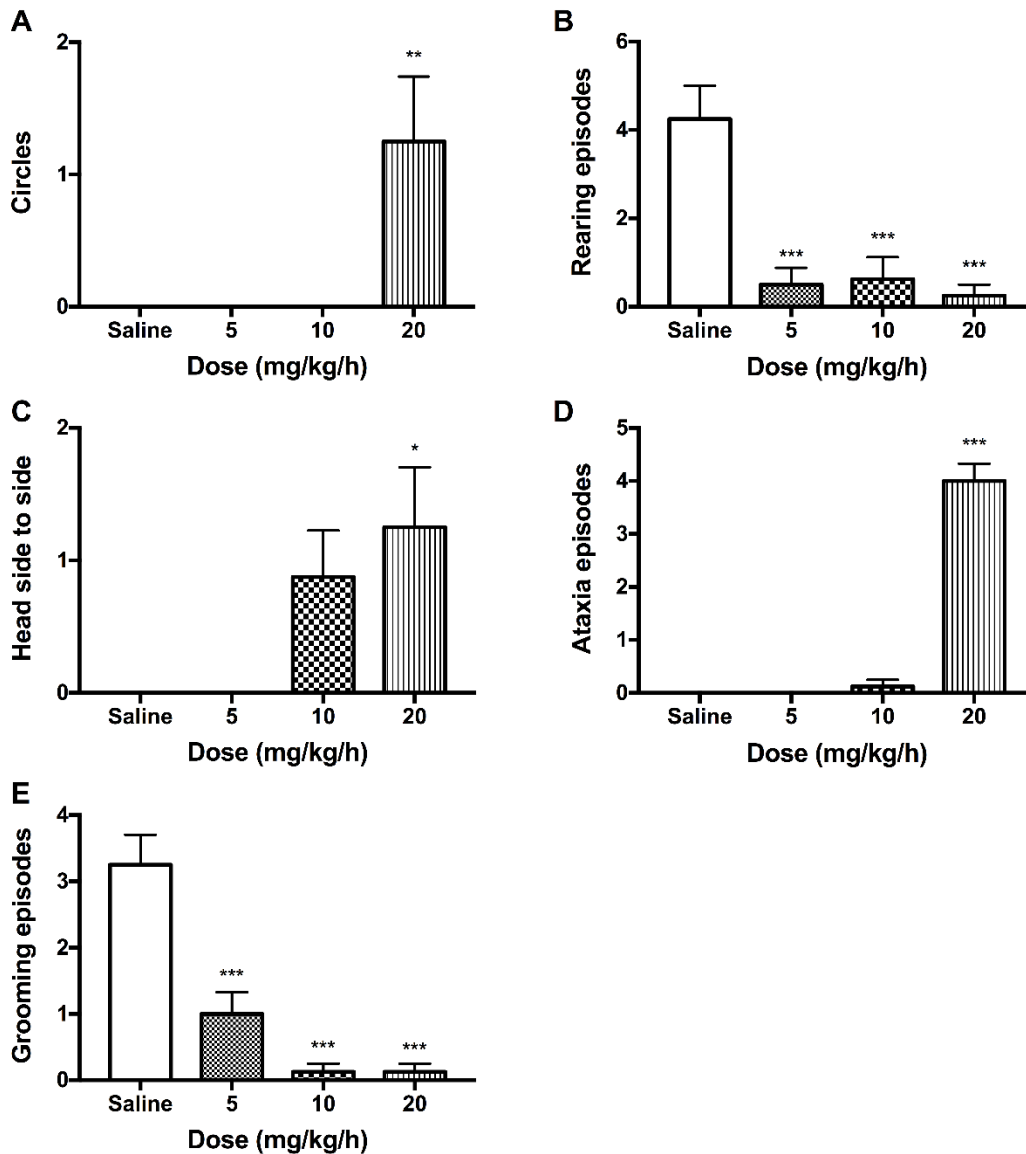 A
Circles
2
1
0
**
Saline 5 10 20
Dose (mg/kg/h)
B
Rearing episodes
6
4
2
0
***
***
***
Saline 5 10 20
Dose (mg/kg/h)
C
Head side to side
2
1
0
*
Saline 5 10 20
Dose (mg/kg/h)
D
Ataxia episodes
5
4
3
2
1
0
***
Saline 5 10 20
Dose (mg/kg/h)
E
Grooming episodes
4
3
2
1
0
***
***
***
Saline 5 10 20
Dose (mg/kg/h)